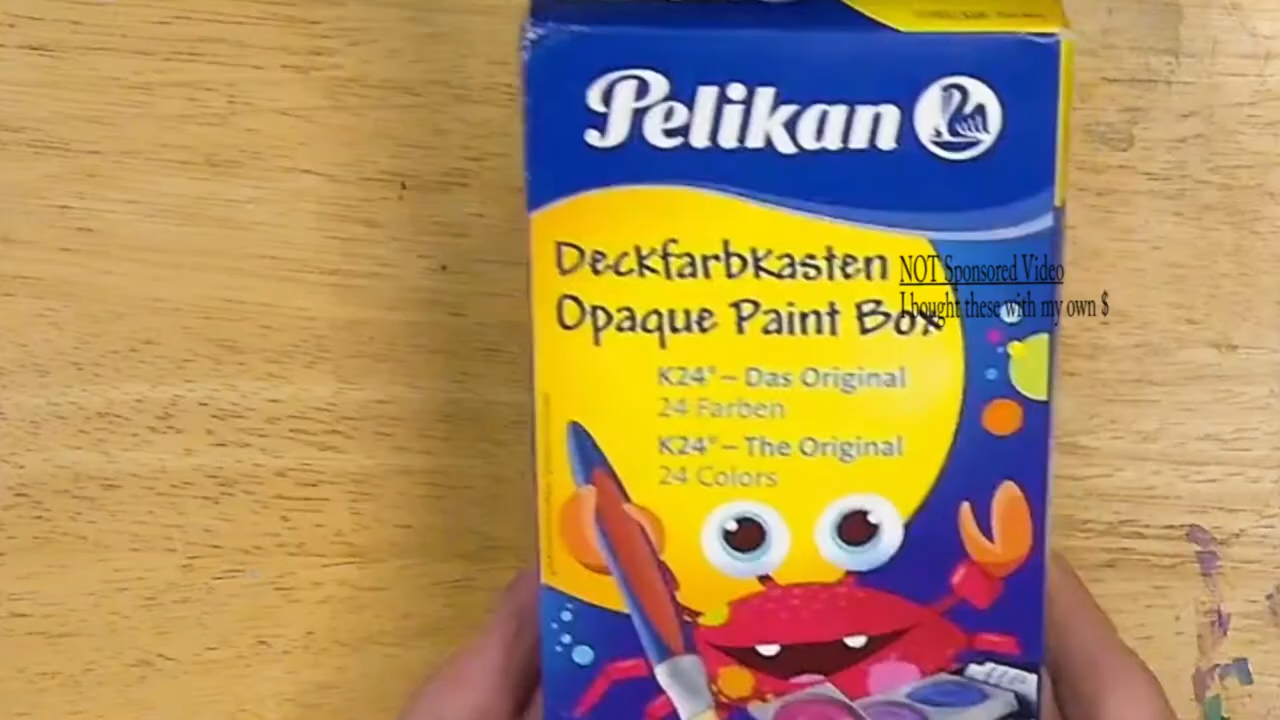 Pelikan
Deckfarbkasten
Opaque Paint Box
NOT Sponsored Video
I bought these with my own $
K24® – Das Original
24 Farben
K24® – The Original
24 Colors